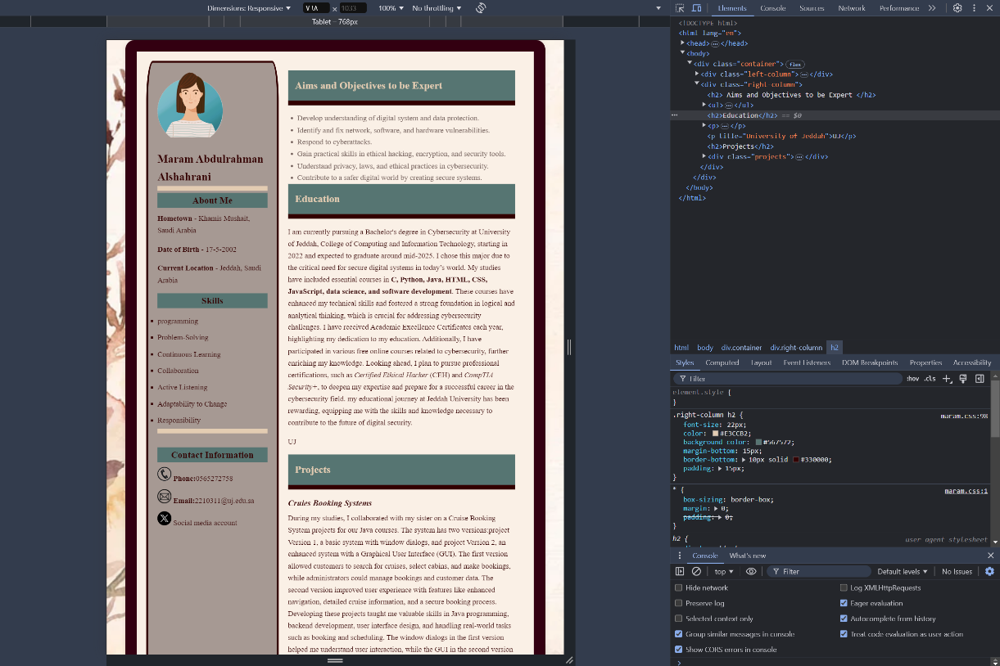 Dimensions: Responsive
×
1033
100%
No throttling
Elements
Console
Sources
Network
Performance
Tablet – 768px
Maram Abdulrahman
Alshahrani
About Me
Hometown - Khamis Mushait,
Saudi Arabia
Date of Birth - 17-5-2002
Current Location - Jeddah, Saudi
Arabia
Skills
programming
Problem-Solving
Continuous Learning
Collaboration
Active Listening
Adaptability to Change
Responsibility
Contact Information
Phone:0565272758
Email:2210311@uj.edu.sa
Social media account
Aims and Objectives to be Expert
Develop understanding of digital system and data protection.
Identify and fix network, software, and hardware vulnerabilities.
Respond to cyberattacks.
Gain practical skills in ethical hacking, encryption, and security tools.
Understand privacy, laws, and ethical practices in cybersecurity.
Contribute to a safer digital world by creating secure systems.
Education
I am currently pursuing a Bachelor's degree in Cybersecurity at University
of Jeddah, College of Computing and Information Technology, starting in
2022 and expected to graduate around mid-2025. I chose this major due to
the critical need for secure digital systems in today’s world. My studies
have included essential courses in C, Python, Java, HTML, CSS,
JavaScript, data science, and software development. These courses have
enhanced my technical skills and fostered a strong foundation in logical and
analytical thinking, which is crucial for addressing cybersecurity
challenges. I have received Academic Excellence Certificates each year,
highlighting my dedication to my education. Additionally, I have
participated in various free online courses related to cybersecurity, further
enriching my knowledge. Looking ahead, I plan to pursue professional
certifications, such as Certified Ethical Hacker (CEH) and CompTIA
Security+, to deepen my expertise and prepare for a successful career in the
cybersecurity field. my educational journey at Jeddah University has been
rewarding, equipping me with the skills and knowledge necessary to
contribute to the future of digital security.
UJ
Projects
Cruies Booking Systems
During my studies, I collaborated with my sister on a Cruise Booking
System projects for our Java courses. The system has two versions:project
Version 1, a basic system with window dialogs, and project Version 2, an
enhanced system with a Graphical User Interface (GUI). The first version
allowed customers to search for cruises, select cabins, and make bookings,
while administrators could manage bookings and customer data. The
second version improved user experience with features like enhanced
navigation, detailed cruise information, and a secure booking process.
Developing these projects taught me valuable skills in Java programming,
backend development, user interface design, and handling real-world tasks
such as booking and scheduling. The window dialogs in the first version
helped me understand user interaction, while the GUI in the second version
<!DOCTYPE html>
<html lang="en">
<head>…</head>
<body>
<div class="container"> flex
<div class="left-column">…</div>
<div class="right-column">
<h2> Aims and Objectives to be Expert </h2>
<ul>…</ul>
<h2>Education</h2> == $0
<p>…</p>
<p title="University of Jeddah">UJ</p>
<h2>Projects</h2>
<div class="projects">…</div>
</div>
</div>
</body>
</html>
html body div.container div.right-column h2
Styles Computed Layout Event Listeners DOM Breakpoints Properties Accessibility
Filter :hov .cls
element.style {
}
.right-column h2 { maram.css:98
font-size: 22px;
color: #E3CCB2;
background-color: #567572;
margin-bottom: 15px;
border-bottom: 10px solid #330000;
padding: 15px;
}
* { maram.css:1
box-sizing: border-box;
margin: 0;
padding: 0;
}
h2 { user agent stylesheet
Console What's new
top Filter Default levels No Issues
Hide network Log XMLHttpRequests
Preserve log Eager evaluation
Selected context only Autocomplete from history
Group similar messages in console Treat code evaluation as user action
Show CORS errors in console